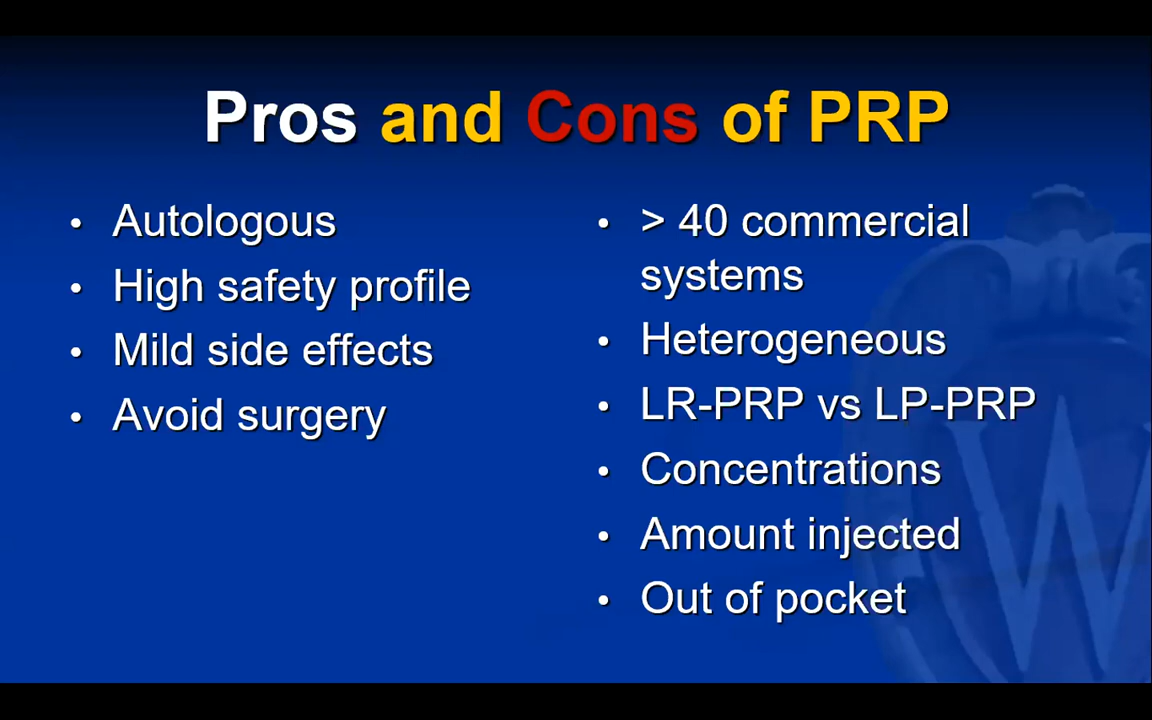 Pros and Cons of PRP
• Autologous
• High safety profile
• Mild side effects
• Avoid surgery
• > 40 commercial
systems
• Heterogeneous
• LR-PRP vs LP-PRP
• Concentrations
• Amount injected
• Out of pocket
W